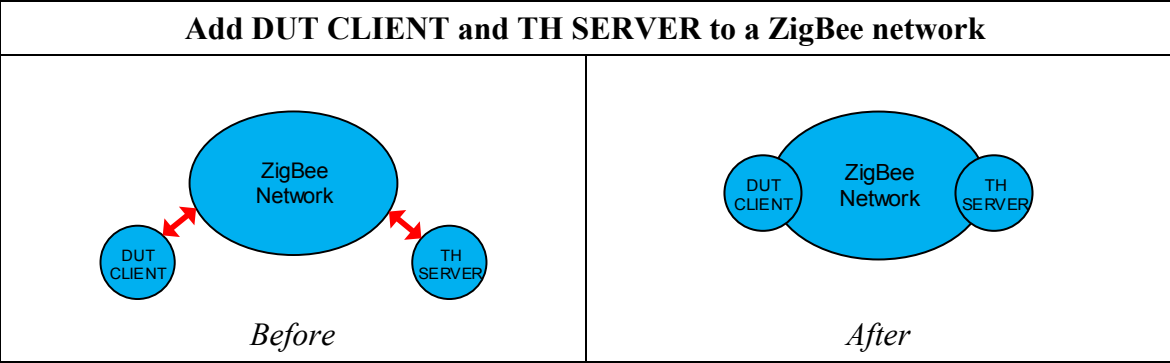 Add DUT CLIENT and TH SERVER to a ZigBee network
ZigBee
Network
DUT
CLIENT
TH
SERVER
Before
ZigBee
Network
DUT
CLIENT
TH
SERVER
After